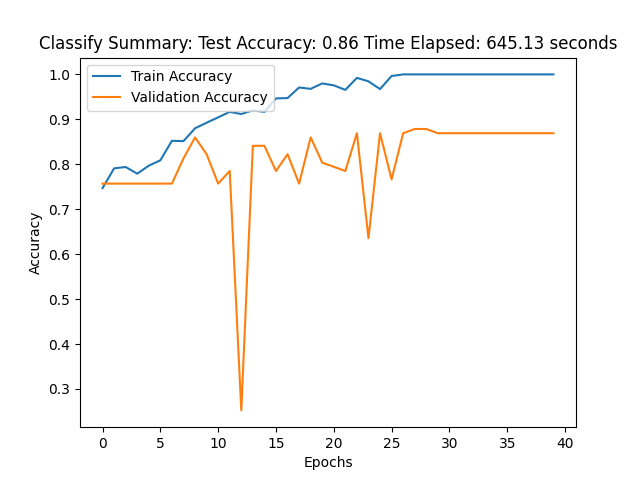 Classify Summary: Test Accuracy: 0.86 Time Elapsed: 645.13 seconds
Train Accuracy
Validation Accuracy
1.0
0.9
0.8
0.7
0.6
0.5
0.4
0.3
Accuracy
0 5 10 15 20 25 30 35 40
Epochs